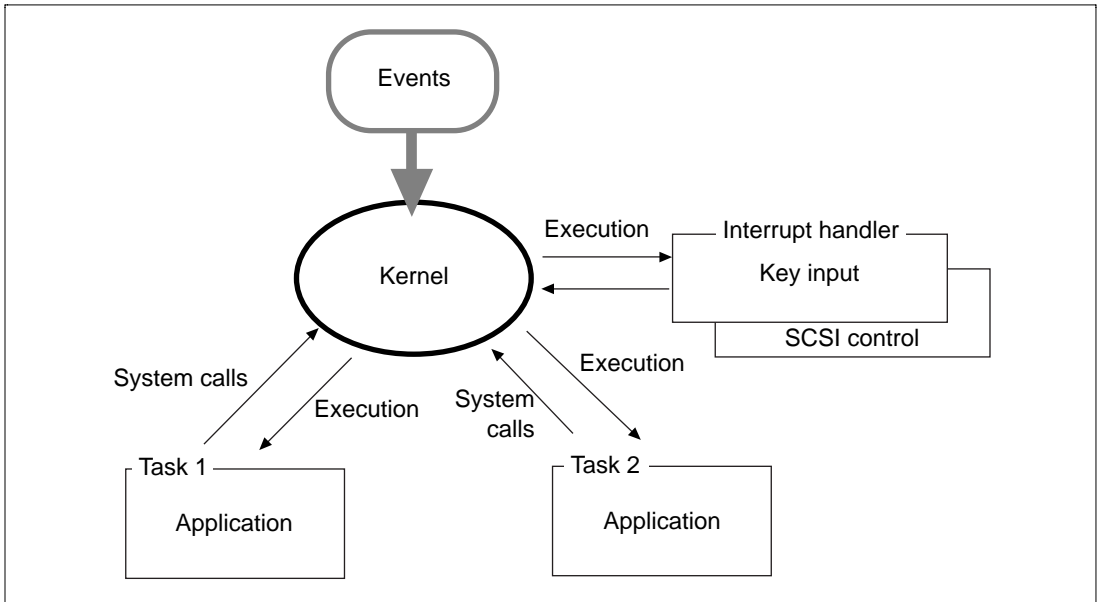 Events
Execution
Interrupt handler
Key input
Kernel
SCSI control
Execution
System calls
Execution
System
calls
Task 1
Task 2
Application
Application